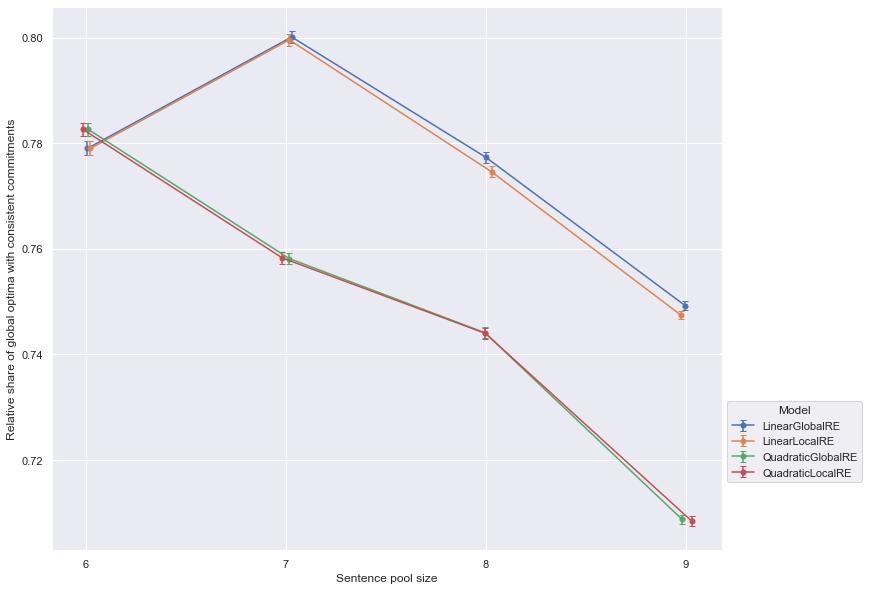 Relative share of global optima with consistent commitments
0.80
0.78
0.76
0.74
0.72
6 7 8 9
Sentence pool size
Model
LinearGlobalRE
LinearLocalRE
QuadraticGlobalRE
QuadraticLocalRE